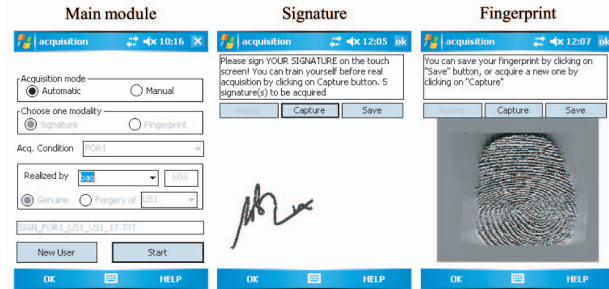 Main module
acquisition 10:16
Acquisition mode
Automatic Manual
Choose one modality
Signature Fingerprint
Acq. Condition POR1
Realized by bao US1
Genuine Forgery of US1
SIGN_POR1_US1_US1_17.TXT
New User Start
OK HELP
Signature
acquisition 12:05 ok
Please sign YOUR SIGNATURE on the touch
screen! You can train yourself before real
acquisition by clicking on Capture button. 5
signature(s) to be acquired
Capture Save
OK HELP
Fingerprint
acquisition 12:07 ok
You can save your fingerprint by clicking on
"Save" button, or acquire a new one by
clicking on "Capture"
Capture Save
OK HELP